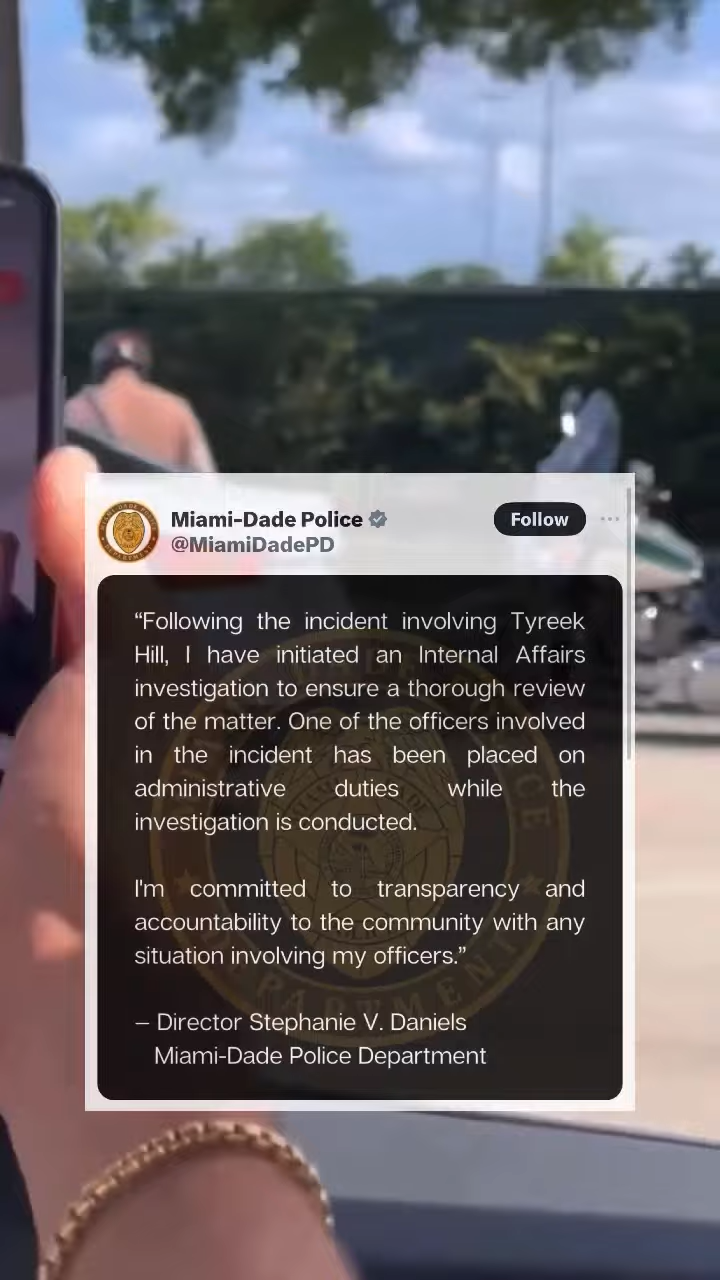 Miami-Dade Police
@MiamiDadePD
Follow
“Following the incident involving Tyreek
Hill, I have initiated an Internal Affairs
investigation to ensure a thorough review
of the matter. One of the officers involved
in the incident has been placed on
administrative duties while the
investigation is conducted.
I'm committed to transparency and
accountability to the community with any
situation involving my officers.”
– Director Stephanie V. Daniels
Miami-Dade Police Department